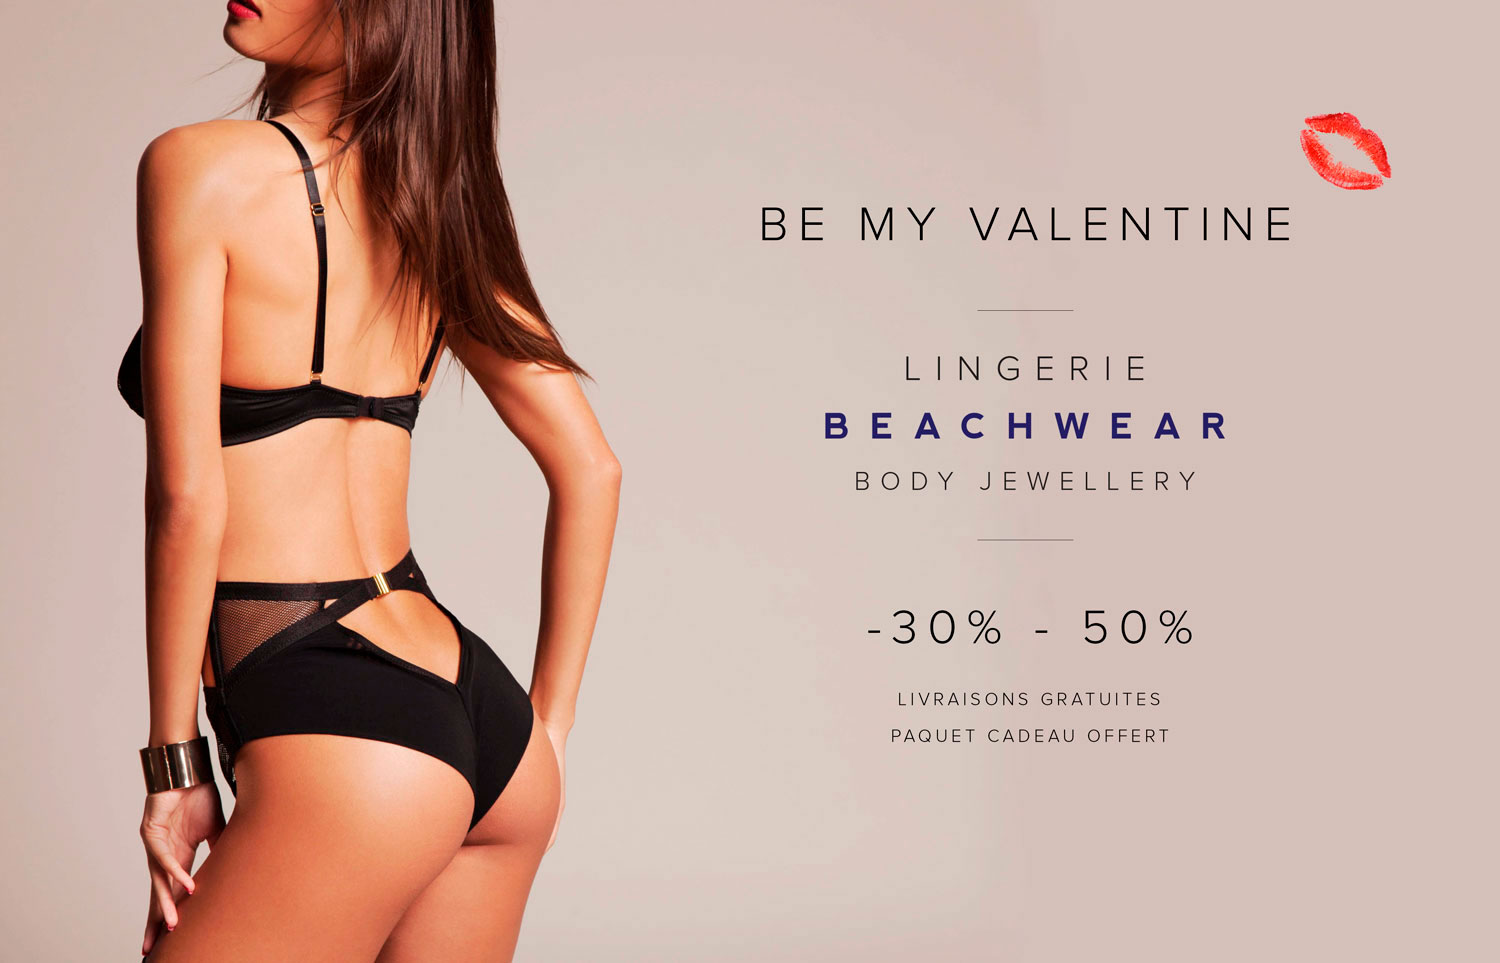 BE MY VALENTINE
LINGERIE
BEACHWEAR
BODY JEWELLERY
-30% - 50%
LIVRAISONS GRATUITES
PAQUET CADEAU OFFERT